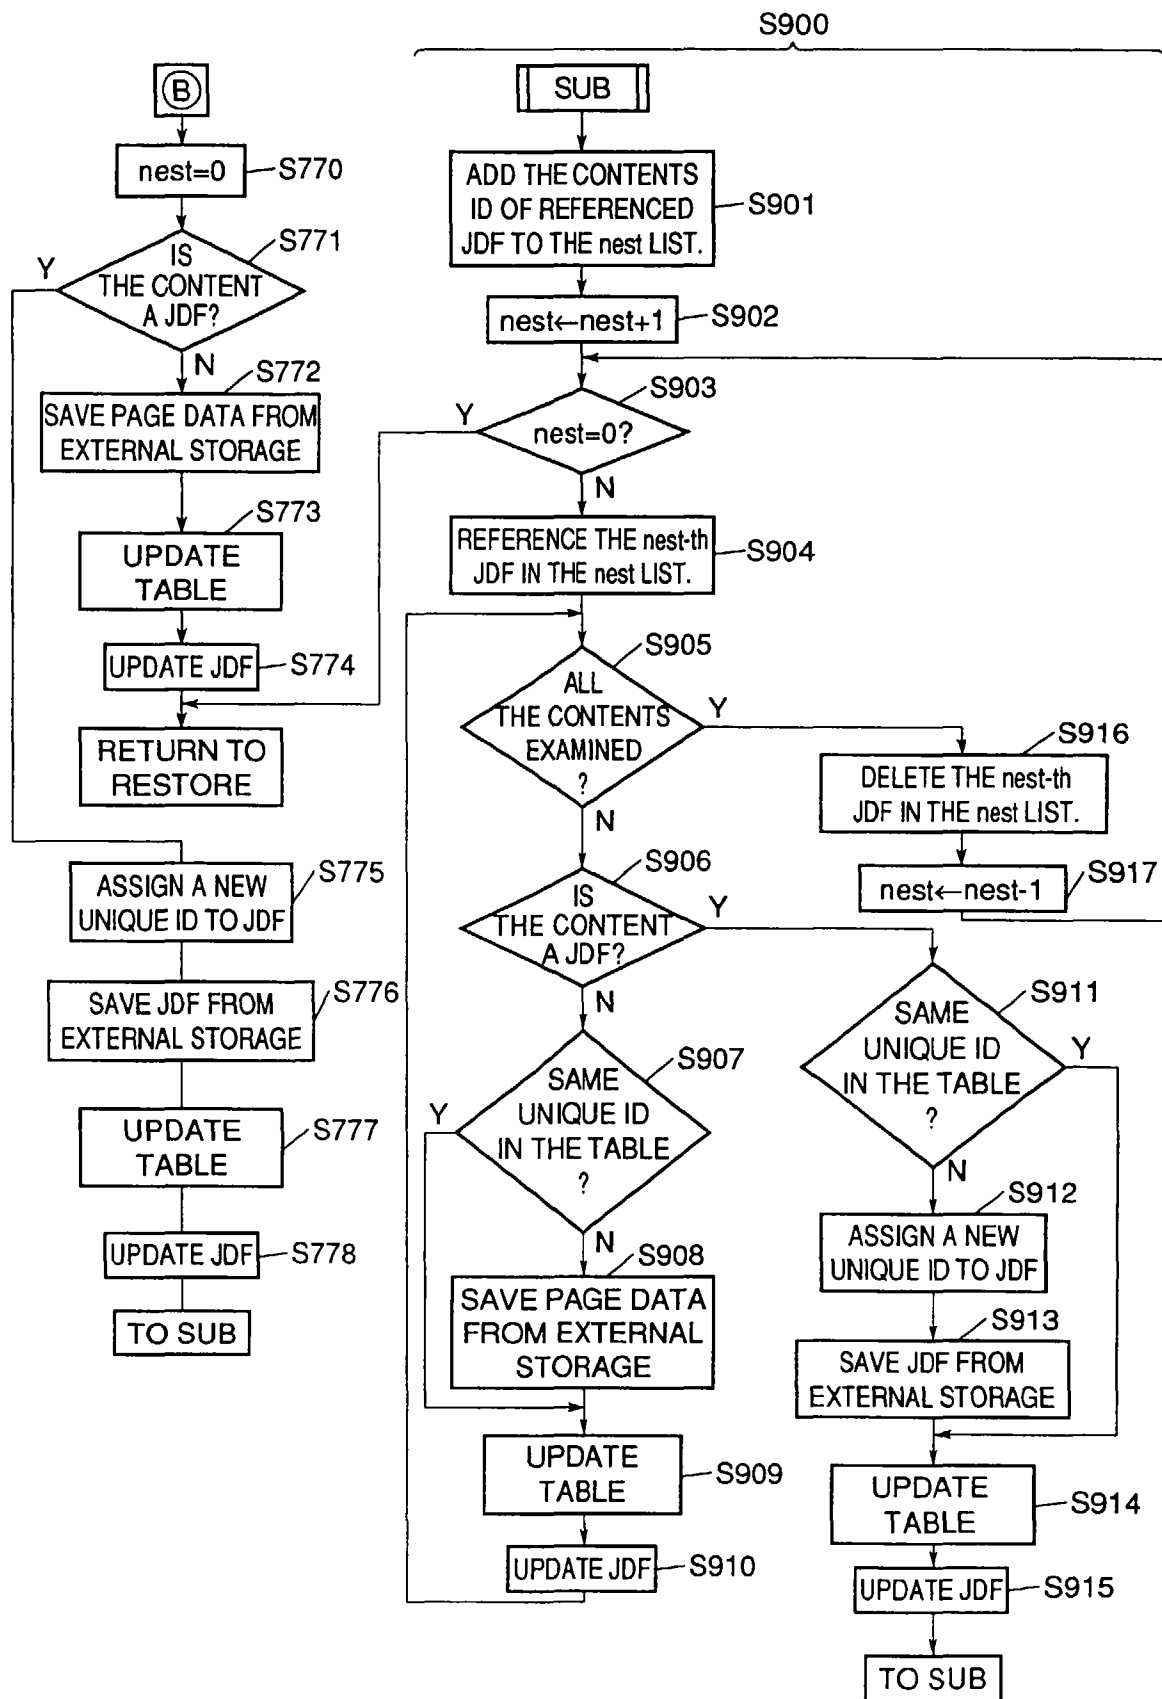 S900
B
nest=0
S770
IS
THE CONTENT
A JDF?
S771
Y
N
SAVE PAGE DATA FROM
EXTERNAL STORAGE
S772
UPDATE
TABLE
S773
UPDATE JDF
S774
RETURN TO
RESTORE
ASSIGN A NEW
UNIQUE ID TO JDF
S775
SAVE JDF FROM
EXTERNAL STORAGE
S776
UPDATE
TABLE
S777
UPDATE JDF
S778
TO SUB
SUB
ADD THE CONTENTS
ID OF REFERENCED
JDF TO THE nest LIST.
S901
nest←nest+1
S902
nest=0?
S903
Y
N
REFERENCE THE nest-th
JDF IN THE nest LIST.
S904
ALL
THE CONTENTS
EXAMINED
?
S905
Y
N
IS
THE CONTENT
A JDF?
S906
Y
N
SAME
UNIQUE ID
IN THE TABLE
?
S907
Y
N
SAVE PAGE DATA
FROM EXTERNAL
STORAGE
S908
UPDATE
TABLE
S909
UPDATE JDF
S910
DELETE THE nest-th
JDF IN THE nest LIST.
S916
nest←nest-1
S917
SAME
UNIQUE ID
IN THE TABLE
?
S911
Y
N
ASSIGN A NEW
UNIQUE ID TO JDF
S912
SAVE JDF FROM
EXTERNAL STORAGE
S913
UPDATE
TABLE
S914
UPDATE JDF
S915
TO SUB